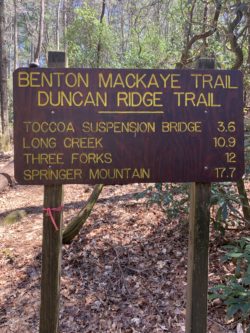 BENTON MACKAYE TRAIL
DUNCAN RIDGE TRAIL
TOCCOA SUSPENSION BRIDGE 3.6
LONG CREEK 10.9
THREE FORKS 12
SPRINGER MOUNTAIN 17.7